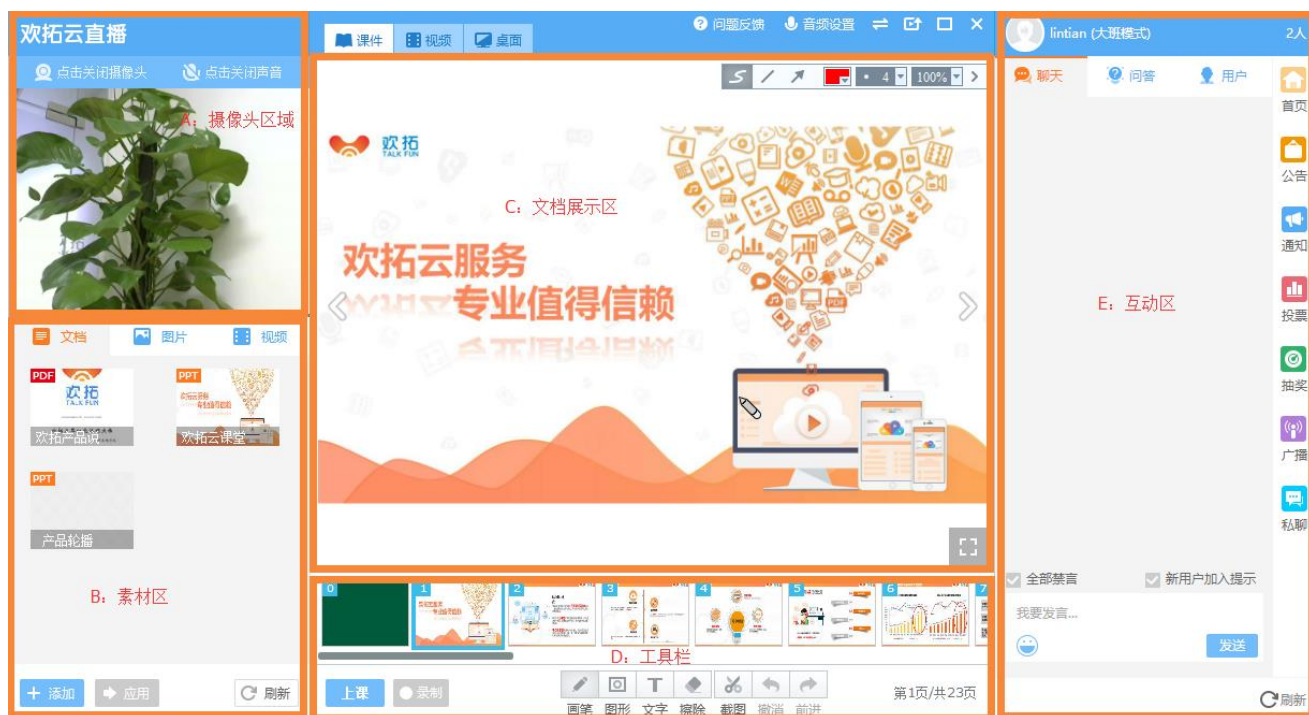 欢拓云直播
点击关闭摄像头
点击关闭声音
A：摄像头区域
文档
图片
视频
PDF
欢拓
TALK FUN
欢拓产品说
PPT
欢拓云课堂
PPT
产品轮播
B：素材区
添加
应用
刷新
课件
视频
桌面
问题反馈
音频设置
4
100%
欢拓
TALK FUN
C：文档展示区
欢拓云服务
专业值得信赖
PDF
0
1
2
3
4
5
6
7
D：工具栏
上课
录制
画笔
图形
文字
擦除
截图
撤消
前进
第1页/共23页
lintian (大班模式)
2人
聊天
问答
用户
首页
公告
通知
投票
抽奖
广播
私聊
E：互动区
全部禁言
新用户加入提示
我要发言...
发送
刷新